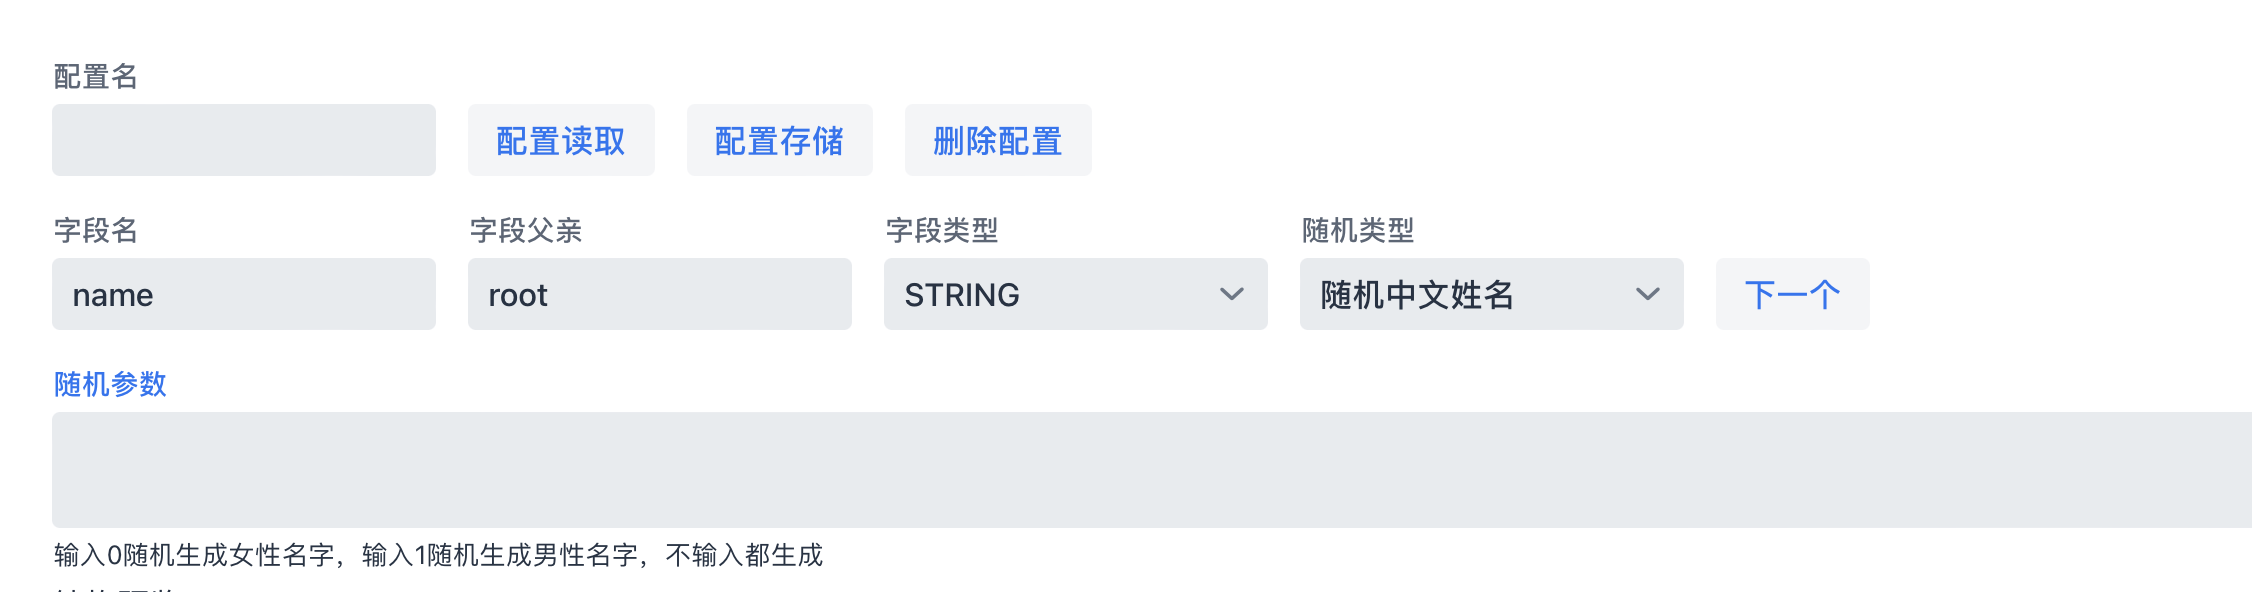 配置名
配置读取 配置存储 删除配置
字段名 字段父亲 字段类型 随机类型
name root STRING 随机中文姓名 下一个
随机参数
输入0随机生成女性名字，输入1随机生成男性名字，不输入都生成